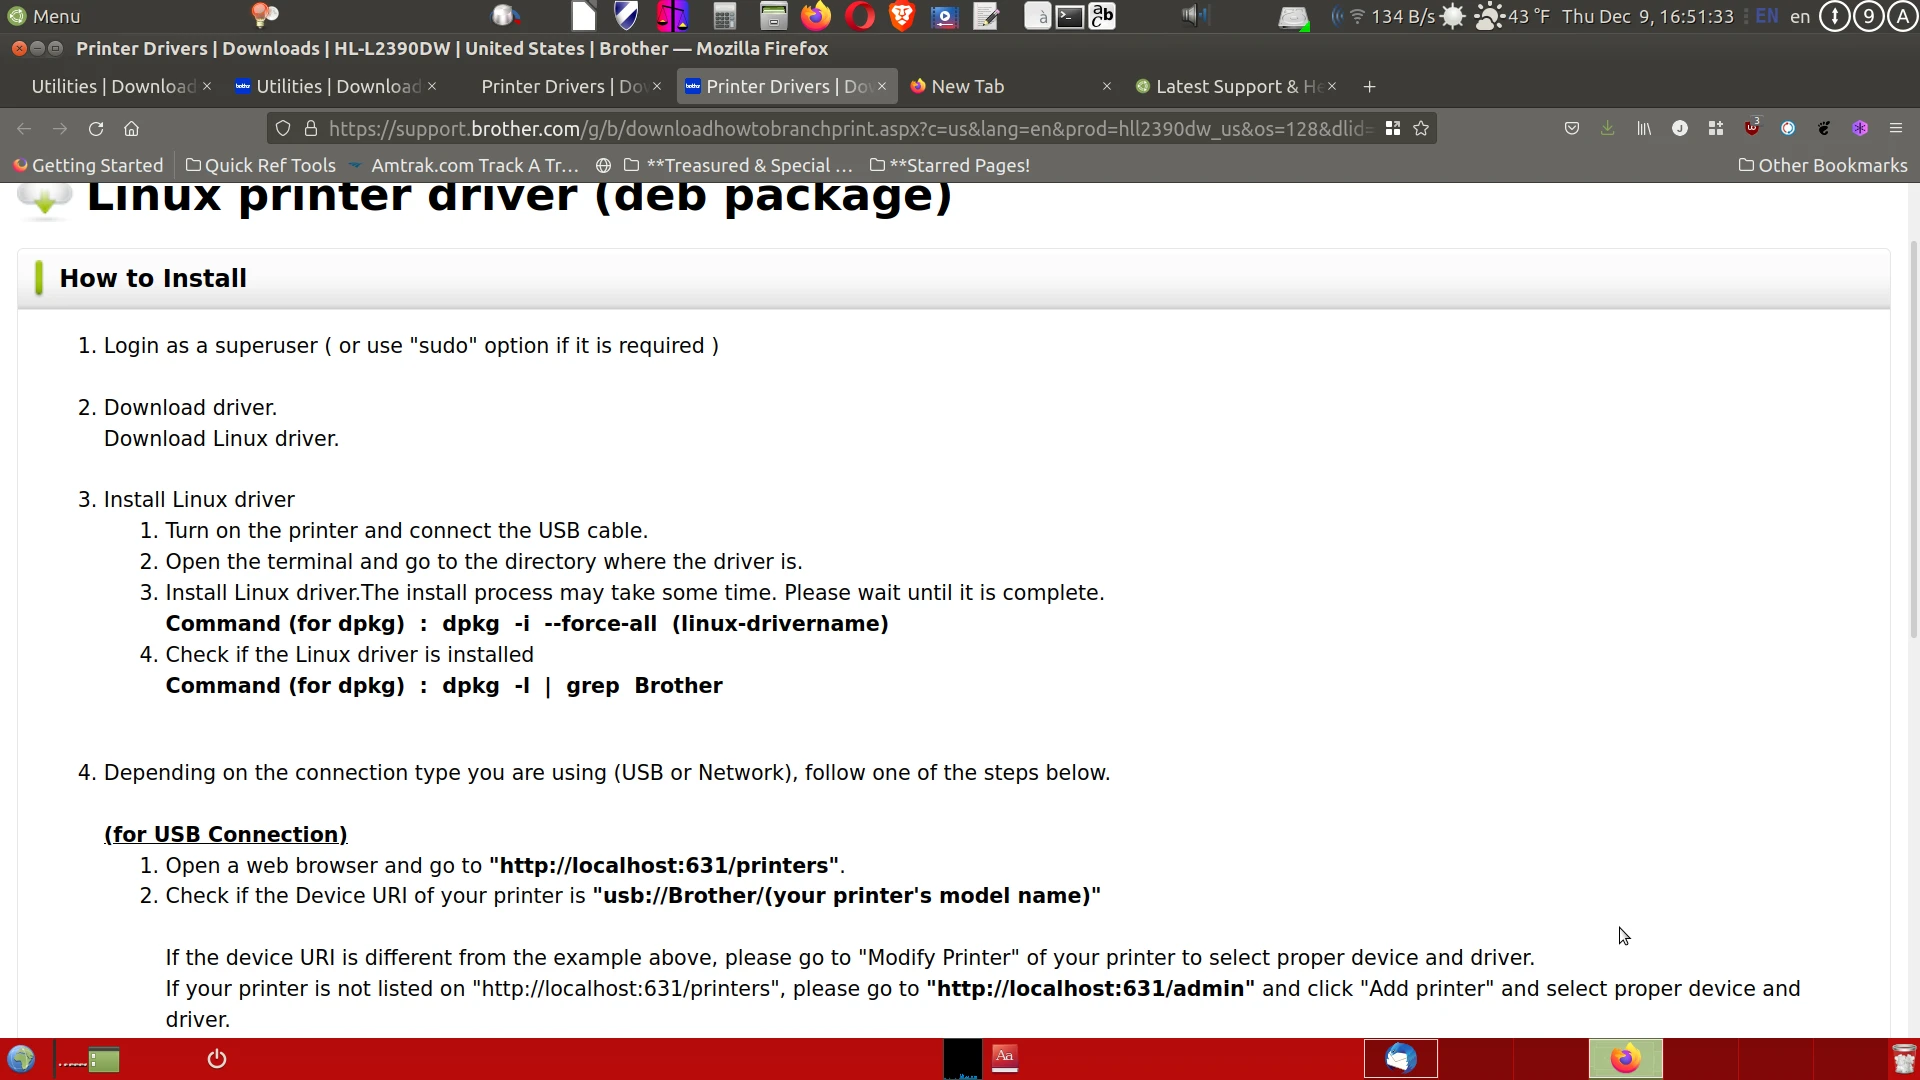 Menu
134 B/s
43 °F
Thu Dec 9, 16:51:33
EN
en
9
A
Printer Drivers | Downloads | HL-L2390DW | United States | Brother — Mozilla Firefox
Utilities | Download
Utilities | Download
Printer Drivers | Do
Printer Drivers | Do
New Tab
Latest Support & He
https://support.brother.com/g/b/downloadhowtobranchprint.aspx?c=us&lang=en&prod=hll2390dw_us&os=128&dlid=
3
Getting Started
Quick Ref Tools
Amtrak.com Track A Tr...
**Treasured & Special ...
**Starred Pages!
Other Bookmarks
Linux printer driver (deb package)
How to Install
1. Login as a superuser ( or use "sudo" option if it is required )
2. Download driver.
Download Linux driver.
3. Install Linux driver
1. Turn on the printer and connect the USB cable.
2. Open the terminal and go to the directory where the driver is.
3. Install Linux driver.The install process may take some time. Please wait until it is complete.
Command (for dpkg) : dpkg -i --force-all (linux-drivername)
4. Check if the Linux driver is installed
Command (for dpkg) : dpkg -l | grep Brother
4. Depending on the connection type you are using (USB or Network), follow one of the steps below.
(for USB Connection)
1. Open a web browser and go to "http://localhost:631/printers".
2. Check if the Device URI of your printer is "usb://Brother/(your printer's model name)"
If the device URI is different from the example above, please go to "Modify Printer" of your printer to select proper device and driver.
If your printer is not listed on "http://localhost:631/printers", please go to "http://localhost:631/admin" and click "Add printer" and select proper device and
driver.
Aa